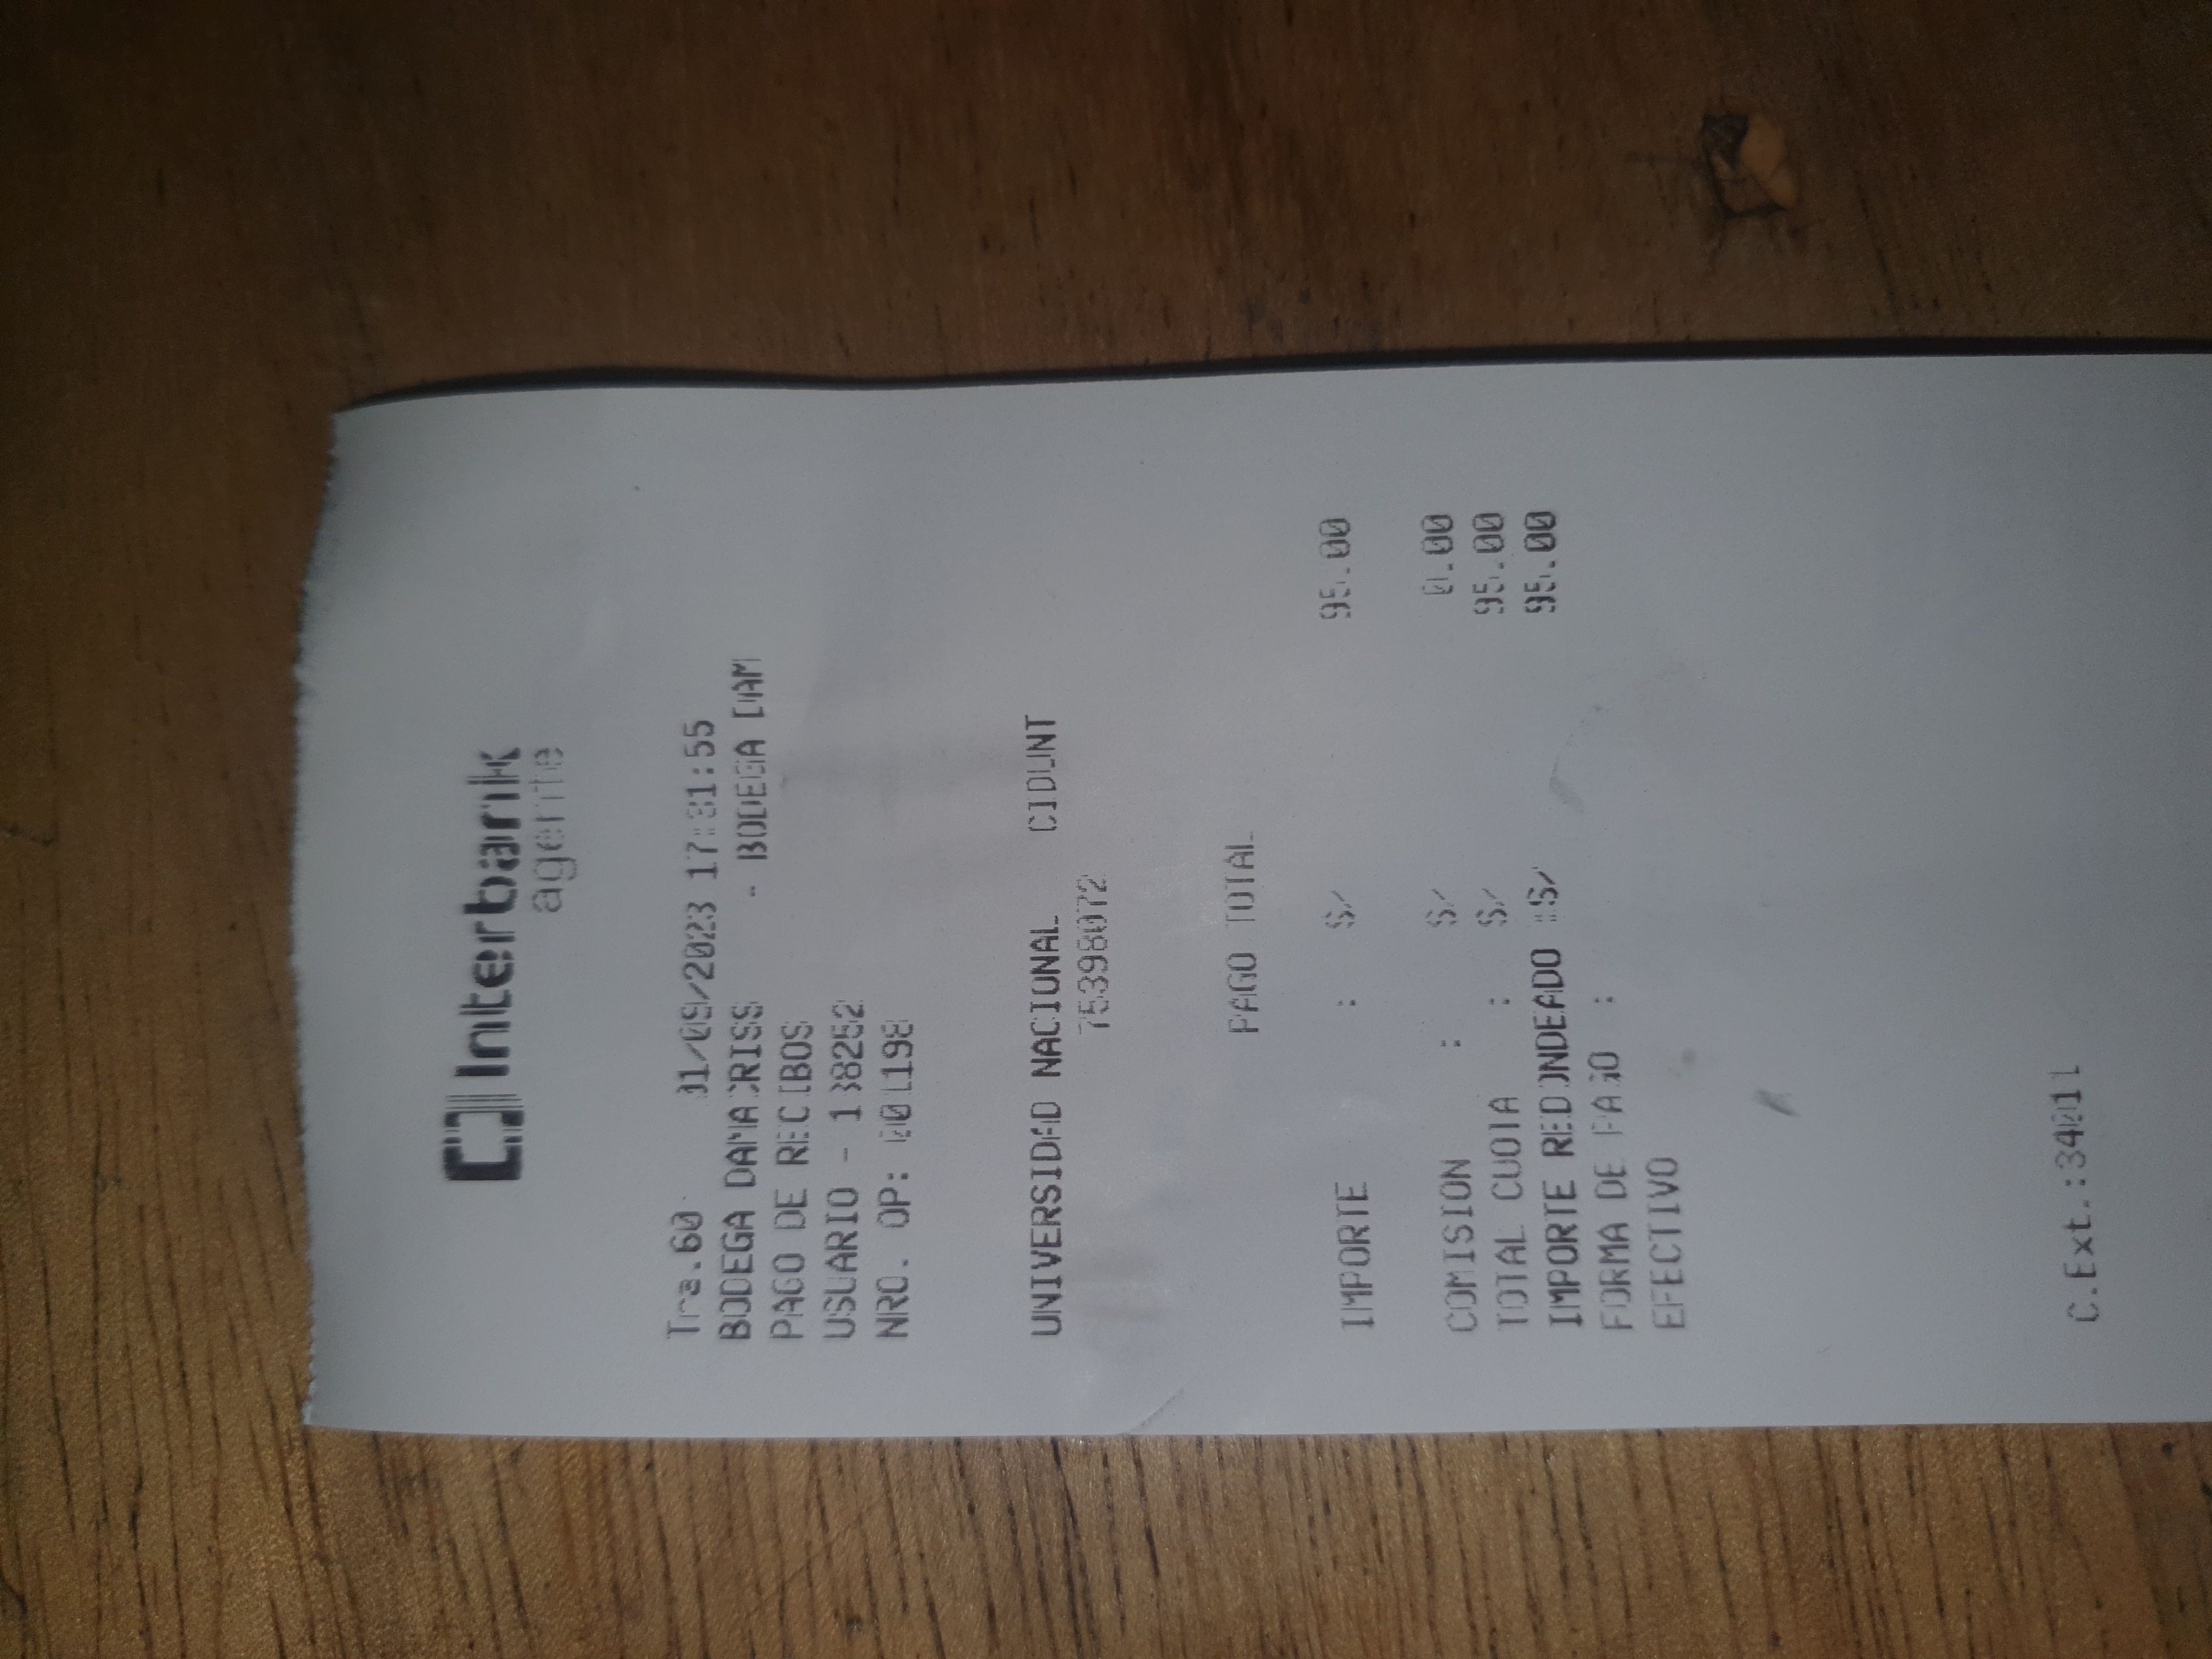 Interbank
agente
Tra.60 01/09/2023 17:31:55
BODEGA DAMARISS - BODEGA DAM
PAGO DE RECIBOS
USUARIO - 138252
NRO. OP: 001198
UNIVERSIDAD NACIONAL CIDUNT
75398072
PAGO TOTAL
IMPORTE : S/ 95.00
COMISION : S/ 0.00
TOTAL CUOTA : S/ 95.00
IMPORTE REDONDEADO :S/ 95.00
FORMA DE PAGO :
EFECTIVO
C.Ext.:34011